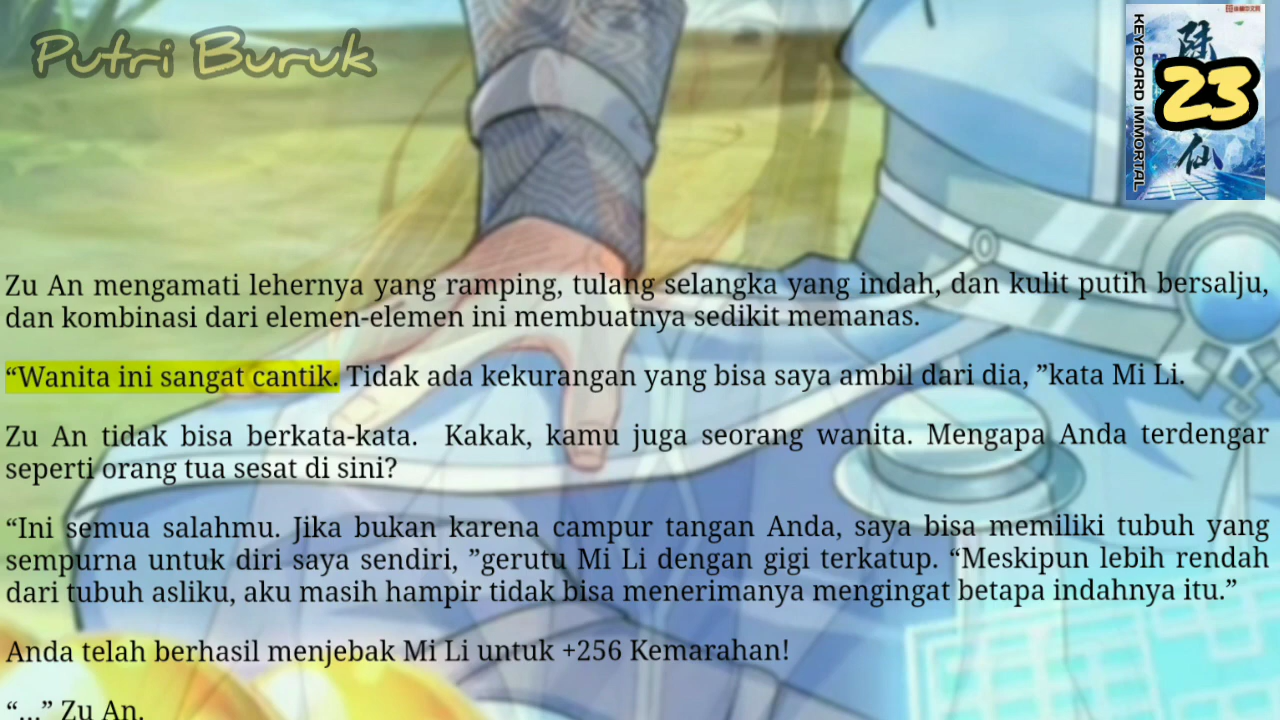 Putri Buruk
KEYBOARD IMMORTAL
陆
23
仙
Zu An mengamati lehernya yang ramping, tulang selangka yang indah, dan kulit putih bersalju,
dan kombinasi dari elemen-elemen ini membuatnya sedikit memanas.
“Wanita ini sangat cantik. Tidak ada kekurangan yang bisa saya ambil dari dia, ”kata Mi Li.
Zu An tidak bisa berkata-kata.  Kakak, kamu juga seorang wanita. Mengapa Anda terdengar
seperti orang tua sesat di sini?
“Ini semua salahmu. Jika bukan karena campur tangan Anda, saya bisa memiliki tubuh yang
sempurna untuk diri saya sendiri, ”gerutu Mi Li dengan gigi terkatup. “Meskipun lebih rendah
dari tubuh asliku, aku masih hampir tidak bisa menerimanya mengingat betapa indahnya itu.”
Anda telah berhasil menjebak Mi Li untuk +256 Kemarahan!
“…” Zu An.